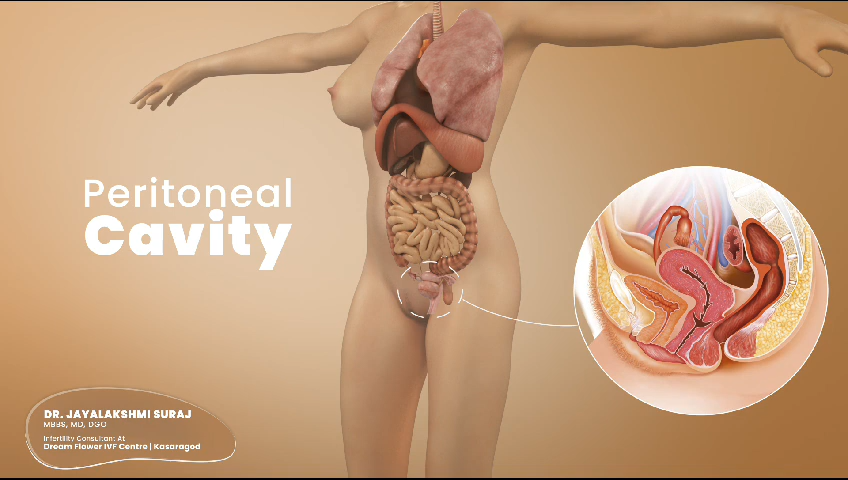 Peritoneal
Cavity
DR. JAYALAKSHMI SURAJ
MBBS, MD, DGO
Infertility Consultant At
Dream Flower IVF Centre | Kasaragod